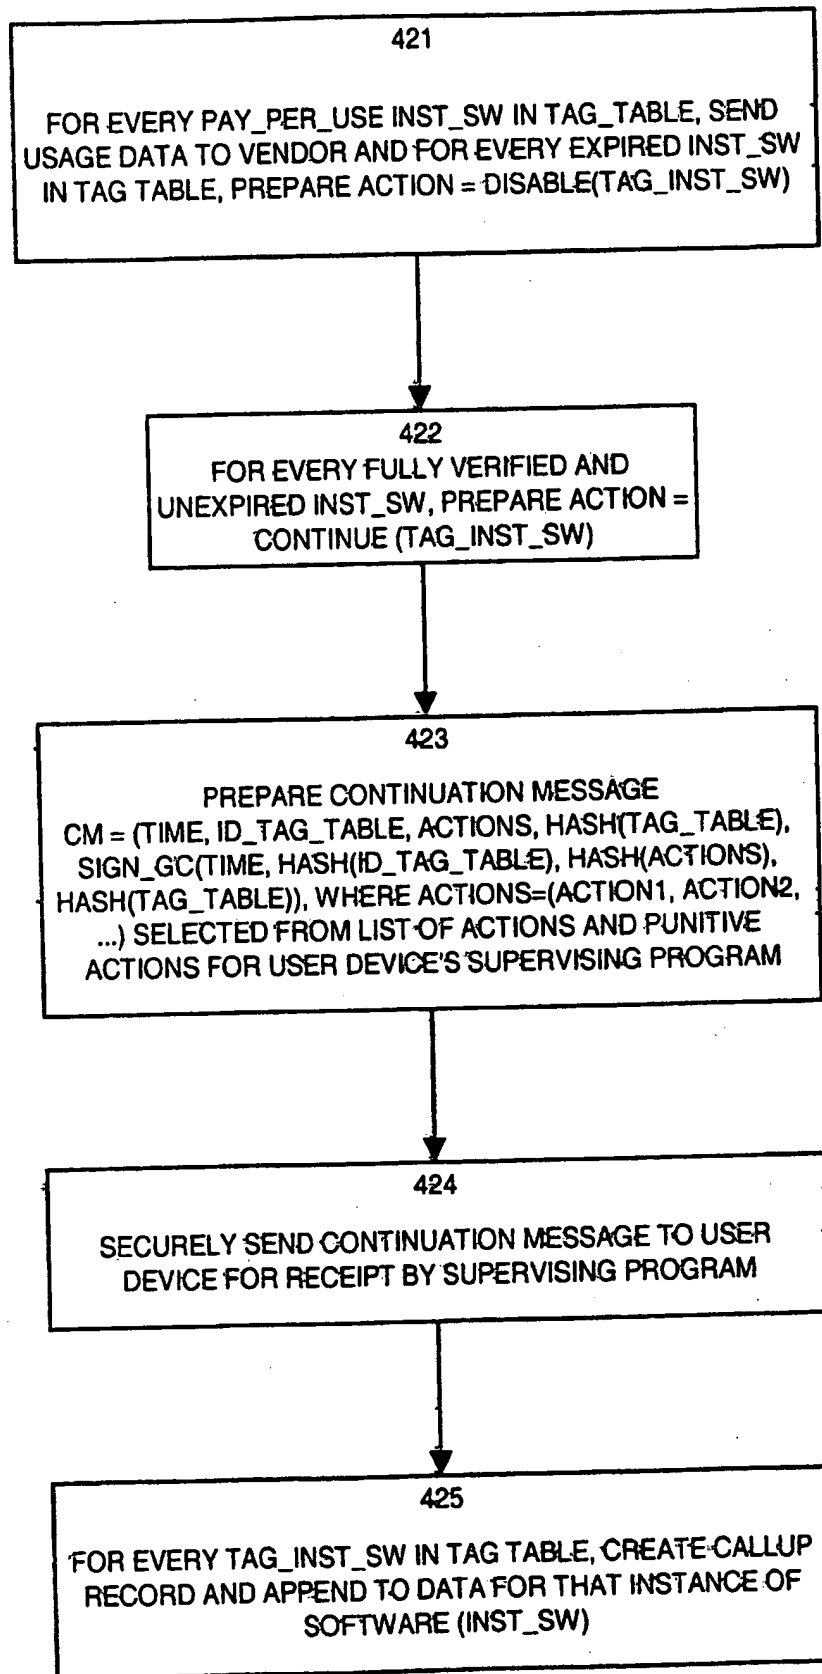 421
FOR EVERY PAY_PER_USE INST_SW IN TAG_TABLE, SEND
USAGE DATA TO VENDOR AND FOR EVERY EXPIRED INST_SW
IN TAG TABLE, PREPARE ACTION = DISABLE(TAG_INST_SW)
422
FOR EVERY FULLY VERIFIED AND
UNEXPIRED INST_SW, PREPARE ACTION =
CONTINUE (TAG_INST_SW)
423
PREPARE CONTINUATION MESSAGE
CM = (TIME, ID_TAG_TABLE, ACTIONS, HASH(TAG_TABLE),
SIGN_GC(TIME, HASH(ID_TAG_TABLE), HASH(ACTIONS),
HASH(TAG_TABLE)), WHERE ACTIONS=(ACTION1, ACTION2,
...) SELECTED FROM LIST OF ACTIONS AND PUNITIVE
ACTIONS FOR USER DEVICE'S SUPERVISING PROGRAM
424
SECURELY SEND CONTINUATION MESSAGE TO USER
DEVICE FOR RECEIPT BY SUPERVISING PROGRAM
425
FOR EVERY TAG_INST_SW IN TAG TABLE, CREATE CALLUP
RECORD AND APPEND TO DATA FOR THAT INSTANCE OF
SOFTWARE (INST_SW)